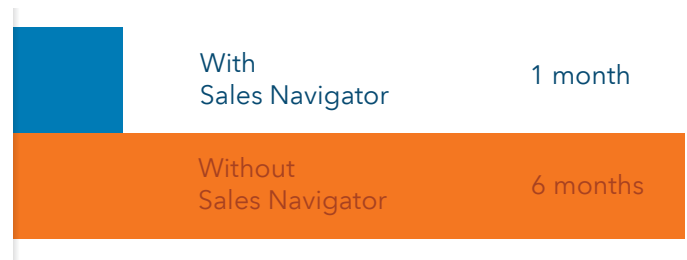 With
Sales Navigator
1 month
Without
Sales Navigator
6 months